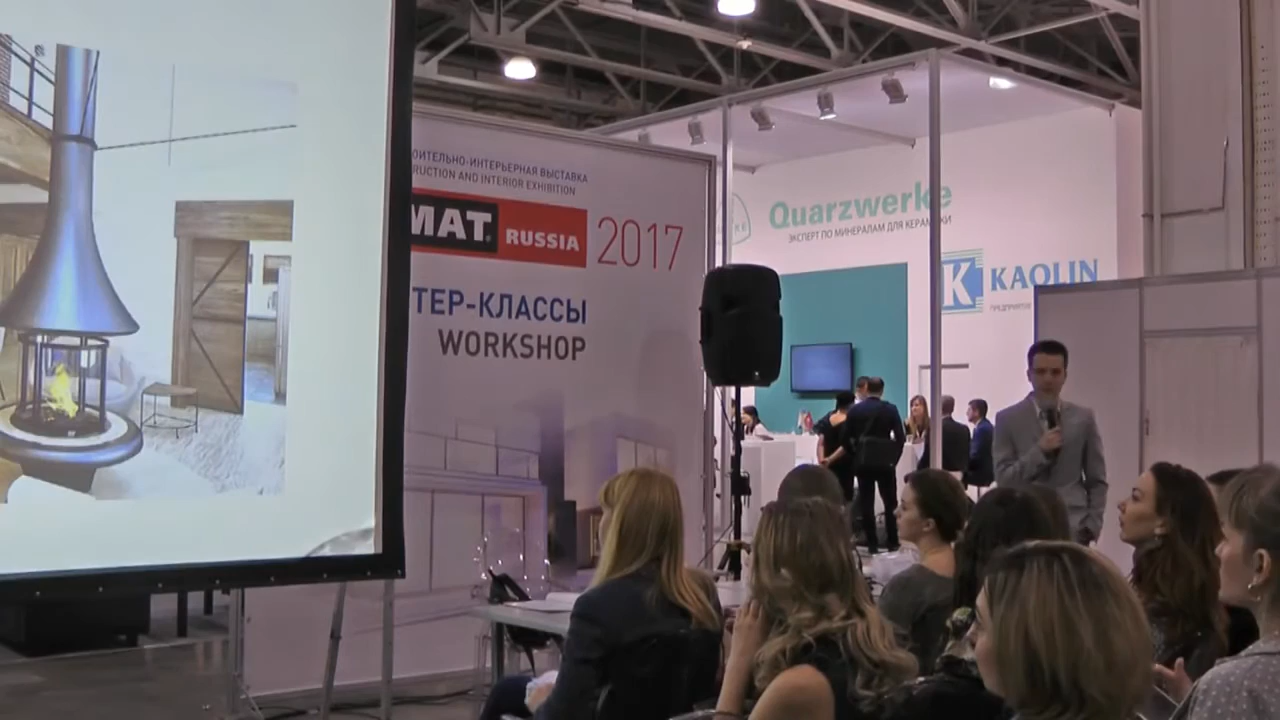 ОИТЕЛЬНО-ИНТЕРЬЕРНАЯ ВЫСТАВКА
RUCTION AND INTERIOR EXHIBITION
MAT RUSSIA 2017
ТЕР-КЛАССЫ
WORKSHOP
Quarzwerke
ЭКСПЕРТ ПО МИНЕРАЛАМ ДЛЯ КЕРАМИКИ
K KAOLIN
ПРЕДПРИЯТИЕ